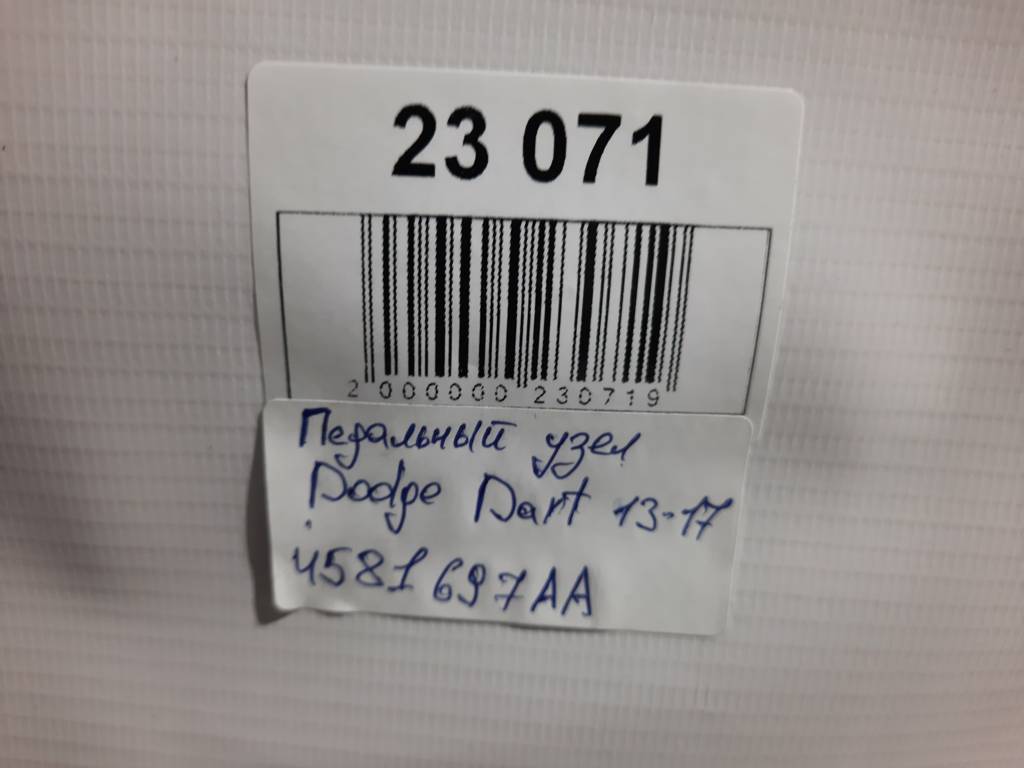 23 071
2 000000 230719
Педальный узел
Dodge Dart 13-17
4581697AA